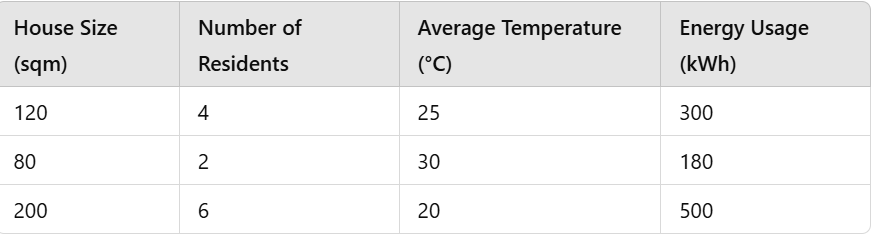 House Size (sqm) | Number of Residents | Average Temperature (°C) | Energy Usage (kWh)
120 | 4 | 25 | 300
80 | 2 | 30 | 180
200 | 6 | 20 | 500